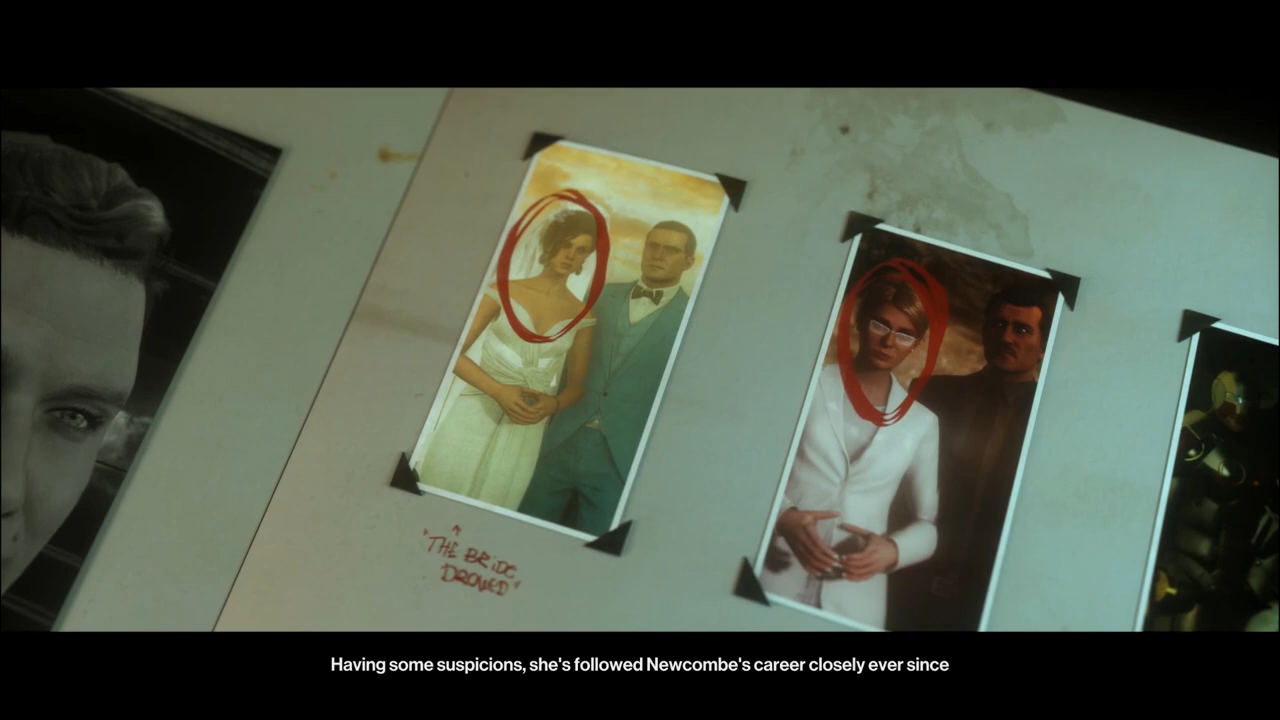 "THE BRIDE
DROWED"
Having some suspicions, she's followed Newcombe's career closely ever since